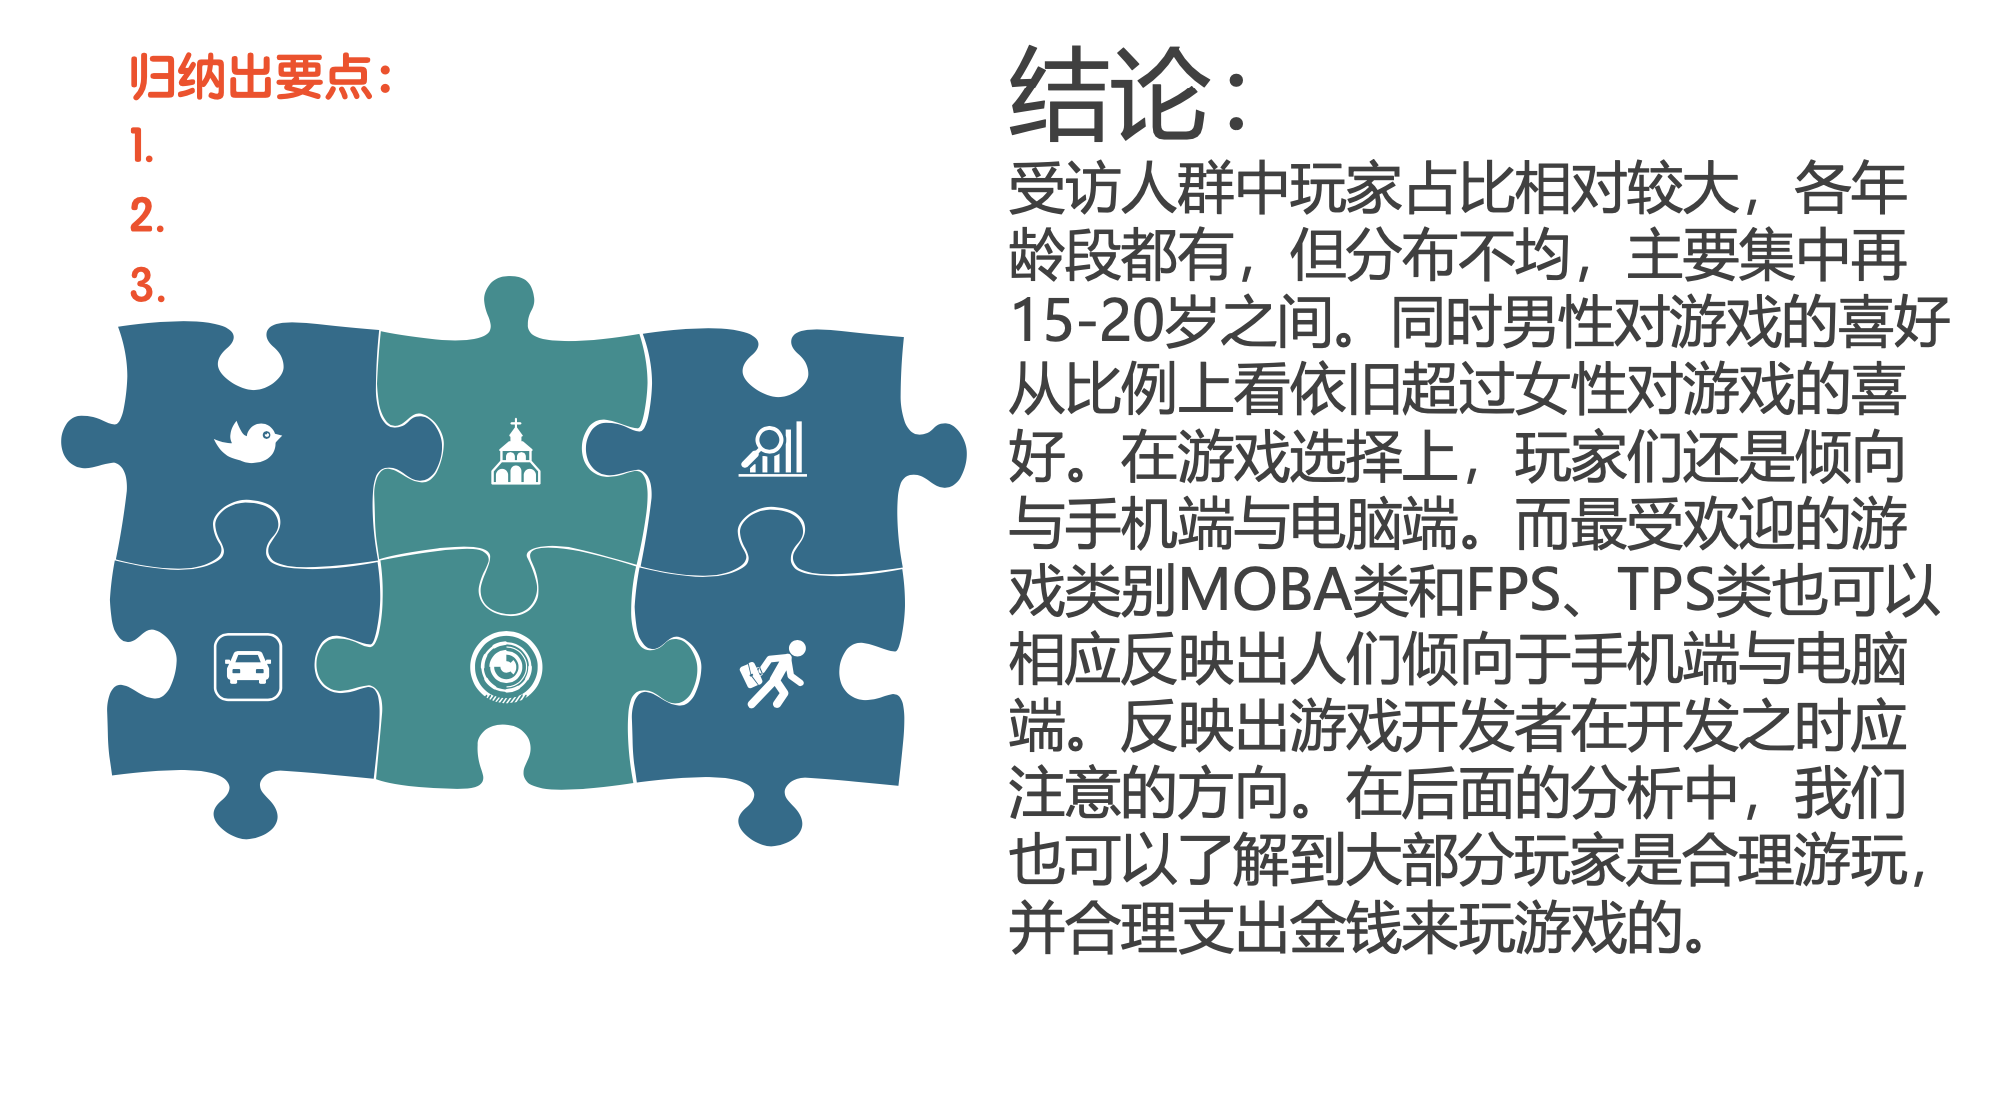 归纳出要点：
1.
2.
3.
结论：
受访人群中玩家占比相对较大，各年
龄段都有，但分布不均，主要集中再
15-20岁之间。同时男性对游戏的喜好
从比例上看依旧超过女性对游戏的喜
好。在游戏选择上，玩家们还是倾向
与手机端与电脑端。而最受欢迎的游
戏类别MOBA类和FPS、TPS类也可以
相应反映出人们倾向于手机端与电脑
端。反映出游戏开发者在开发之时应
注意的方向。在后面的分析中，我们
也可以了解到大部分玩家是合理游玩，
并合理支出金钱来玩游戏的。